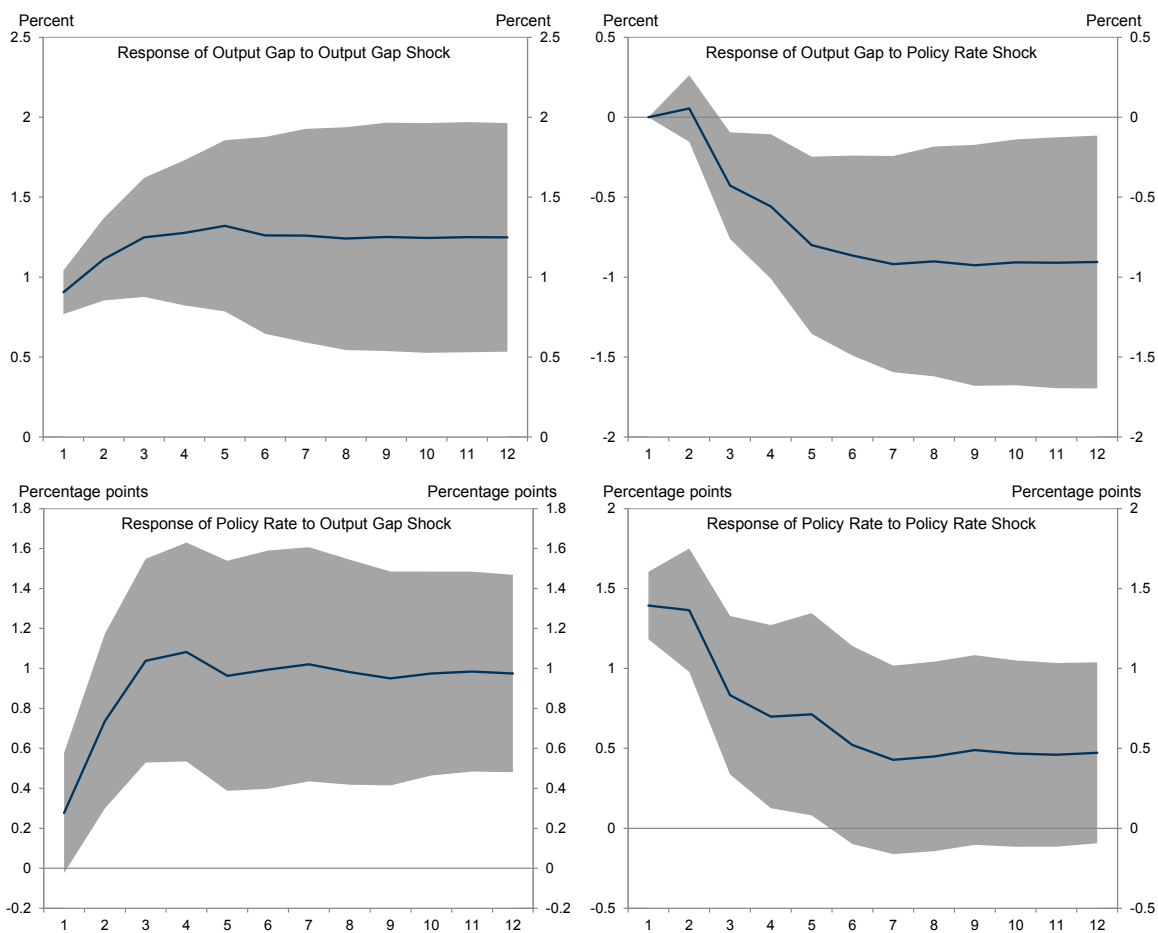 Percent Percent
Response of Output Gap to Output Gap Shock
2.5 2.5
2 2
1.5 1.5
1 1
0.5 0.5
0 0
1 2 3 4 5 6 7 8 9 10 11 12
Percent Percent
Response of Output Gap to Policy Rate Shock
0.5 0.5
0 0
-0.5 -0.5
-1 -1
-1.5 -1.5
-2 -2
1 2 3 4 5 6 7 8 9 10 11 12
Percentage points Percentage points
Response of Policy Rate to Output Gap Shock
1.8 1.8
1.6 1.6
1.4 1.4
1.2 1.2
1 1
0.8 0.8
0.6 0.6
0.4 0.4
0.2 0.2
0 0
-0.2 -0.2
1 2 3 4 5 6 7 8 9 10 11 12
Percentage points Percentage points
Response of Policy Rate to Policy Rate Shock
2 2
1.5 1.5
1 1
0.5 0.5
0 0
-0.5 -0.5
1 2 3 4 5 6 7 8 9 10 11 12